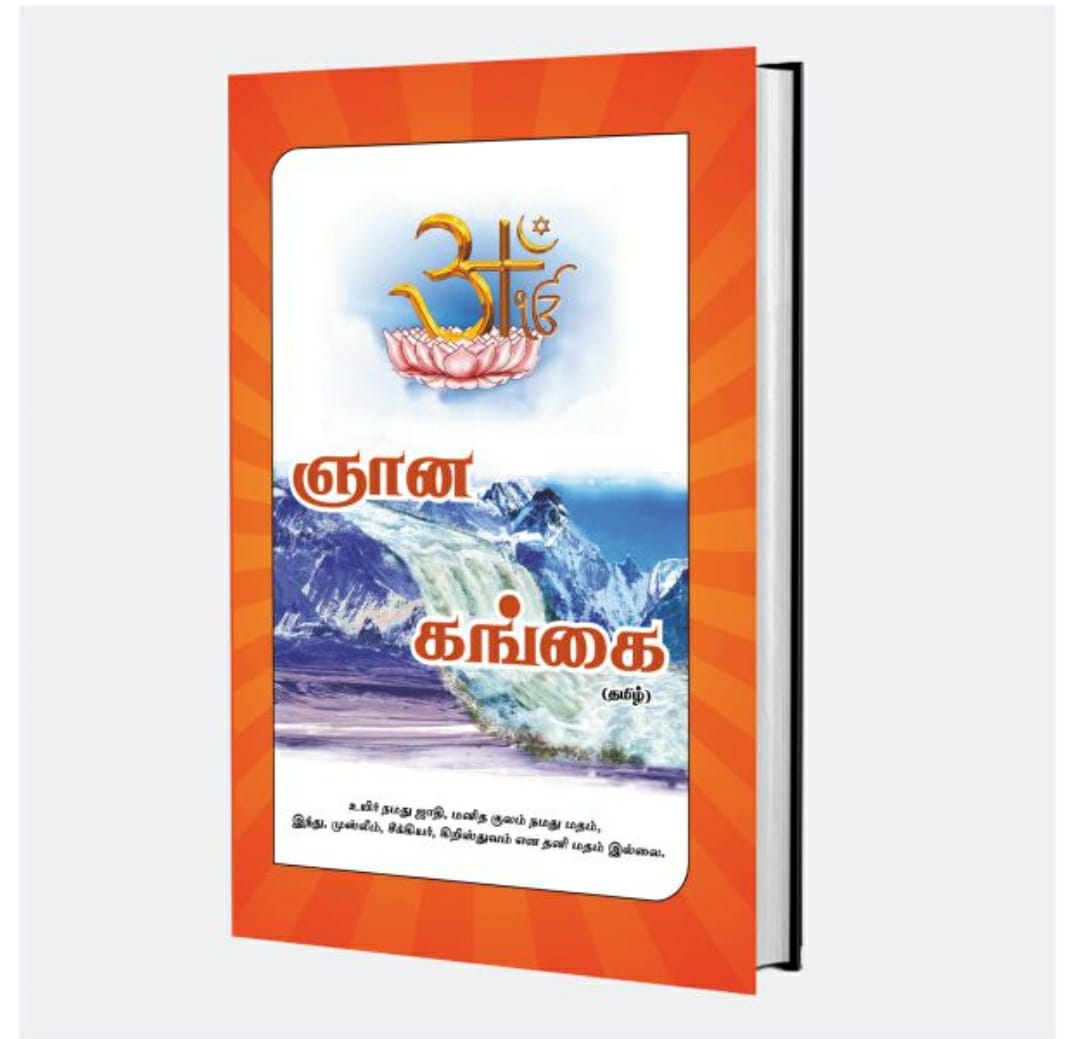 ஞான
கங்கை
(தமிழ்)
உயிர் நமது ஜாதி, மனித குலம் நமது மதம்,
இந்து, முஸ்லீம், சீக்கியர், கிறிஸ்துவம் என தனி மதம் இல்லை.